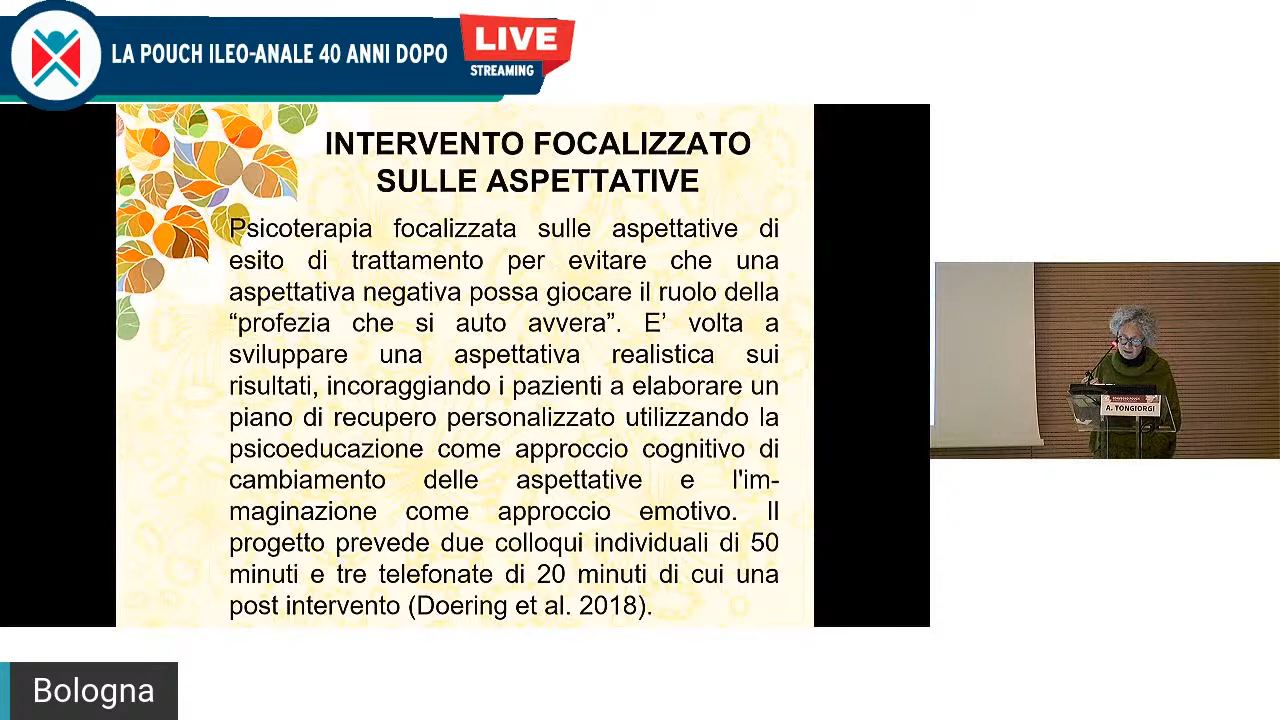 LA POUCH ILEO-ANALE 40 ANNI DOPO
LIVE
STREAMING
INTERVENTO FOCALIZZATO
SULLE ASPETTATIVE
Psicoterapia focalizzata sulle aspettative di
esito di trattamento per evitare che una
aspettativa negativa possa giocare il ruolo della
“profezia che si auto avvera”. E’ volta a
sviluppare una aspettativa realistica sui
risultati, incoraggiando i pazienti a elaborare un
piano di recupero personalizzato utilizzando la
psicoeducazione come approccio cognitivo di
cambiamento delle aspettative e l'im-
maginazione come approccio emotivo. Il
progetto prevede due colloqui individuali di 50
minuti e tre telefonate di 20 minuti di cui una
post intervento (Doering et al. 2018).
A. TONGIORGI
Bologna